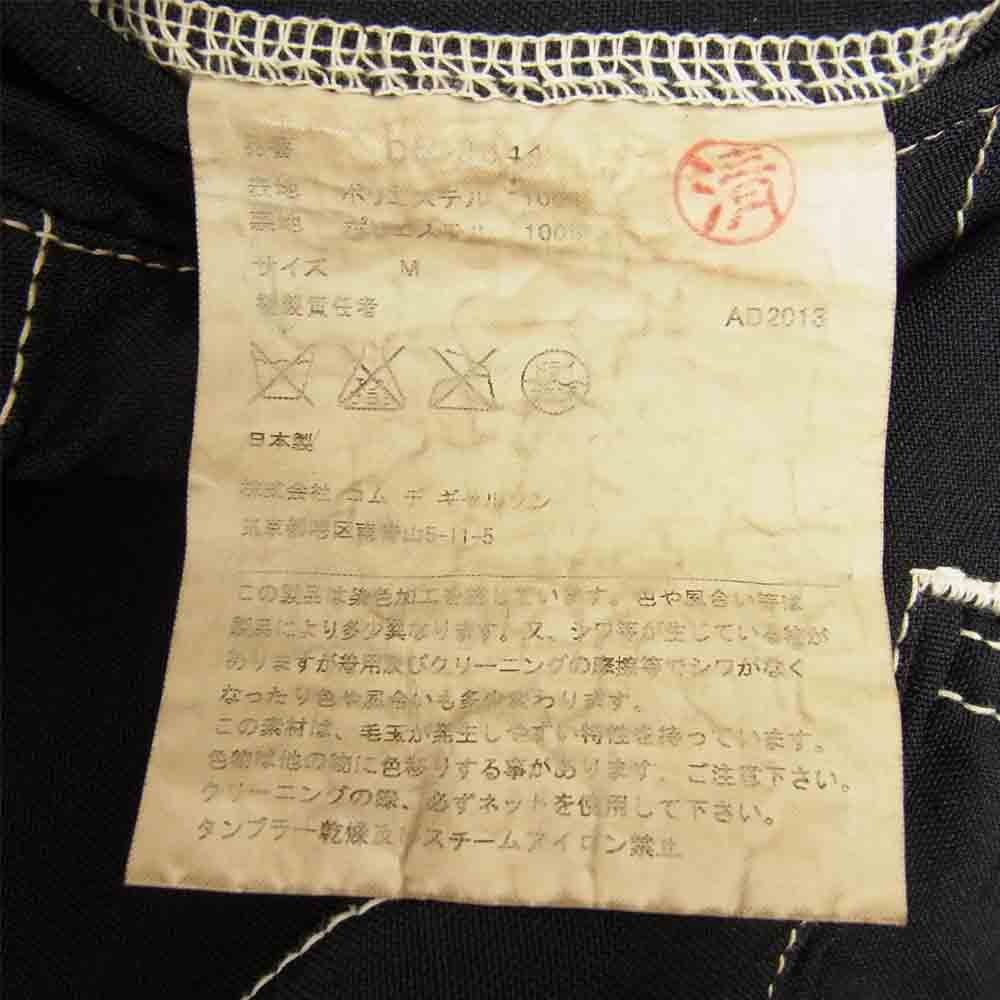 品番
清
表地 ポリエステル 100%
裏地 ポリエステル 100%
サイズ M
縫製責任者 AD2013
日本製
株式会社 コム デ ギャルソン
東京都港区南青山5-11-5
この製品は染色加工を施しています。色や風合い等は
製品により多少異なります。又、シワ等が生じている物が
ありますが着用及びクリーニングの摩擦等でシワがなく
なったり色や風合いも多少変わります。
この素材は、毛玉が発生しやすい特性を持っています。
色物は他の物に色移りする事があります。ご注意下さい。
クリーニングの際、必ずネットを使用して下さい。
タンブラー乾燥及びスチームアイロン禁止